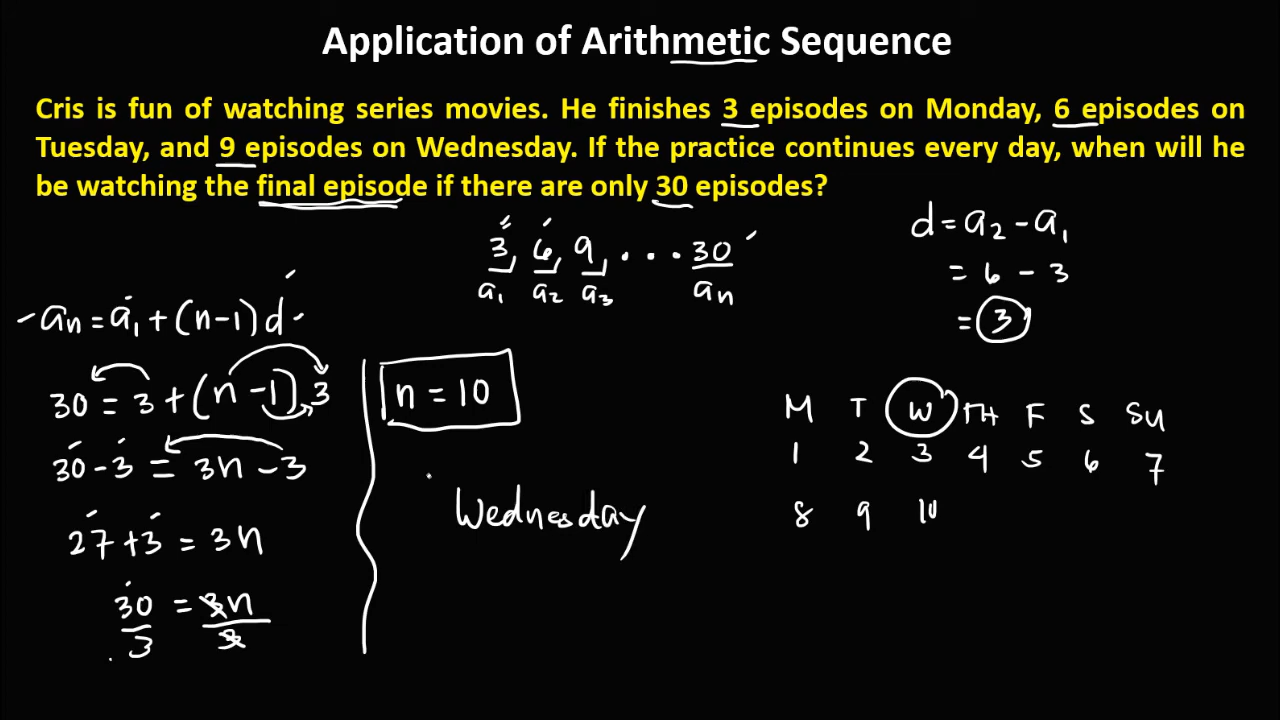 Application of Arithmetic Sequence
Cris is fun of watching series movies. He finishes 3 episodes on Monday, 6 episodes on
Tuesday, and 9 episodes on Wednesday. If the practice continues every day, when will he
be watching the final episode if there are only 30 episodes?
3, 6, 9, . . . 30
a₁ a₂ a₃ aₙ
d = a₂ - a₁
= 6 - 3
= 3
aₙ = a₁ + (n-1) d
30 = 3 + (n - 1) 3
30 - 3 = 3n - 3
27 + 3 = 3n
30 = 3n
3 3
n = 10
Wednesday
M T W TH F S SU
1 2 3 4 5 6 7
8 9 10